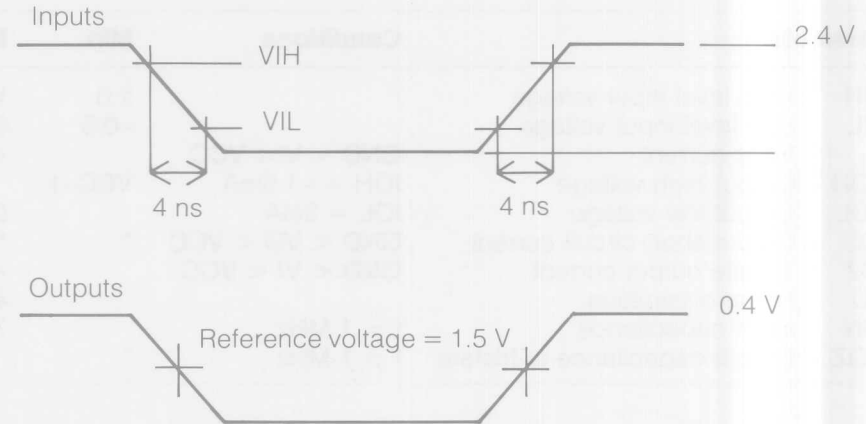 Inputs
2.4 V
VIH
VIL
4 ns
4 ns
Outputs
0.4 V
Reference voltage = 1.5 V